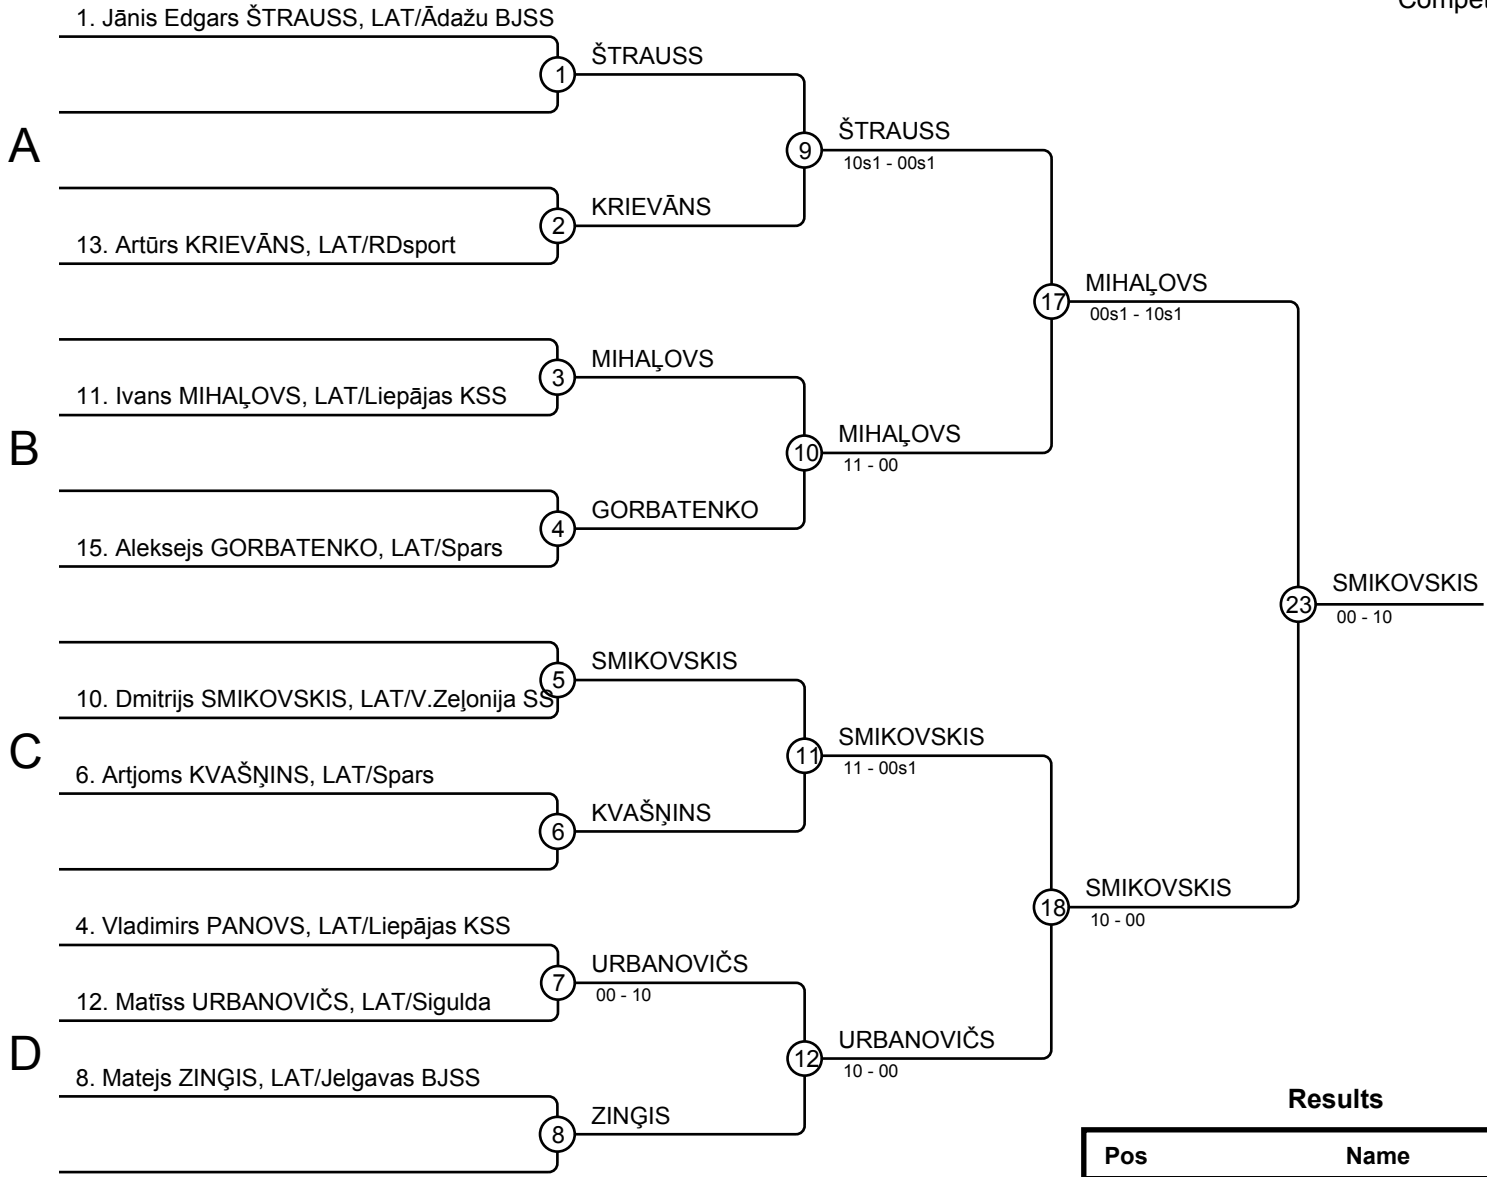 Compet
1. Jānis Edgars ŠTRAUSS, LAT/Ādažu BJSS
ŠTRAUSS
1
ŠTRAUSS
10s1 - 00s1
9
A
KRIEVĀNS
2
13. Artūrs KRIEVĀNS, LAT/RDsport
MIHAĻOVS
00s1 - 10s1
17
MIHAĻOVS
3
11. Ivans MIHAĻOVS, LAT/Liepājas KSS
B
MIHAĻOVS
11 - 00
10
GORBATENKO
4
15. Aleksejs GORBATENKO, LAT/Spars
SMIKOVSKIS
00 - 10
23
SMIKOVSKIS
5
10. Dmitrijs SMIKOVSKIS, LAT/V.Zeļonija SS
C
SMIKOVSKIS
11 - 00s1
11
6. Artjoms KVAŠŅINS, LAT/Spars
KVAŠŅINS
6
SMIKOVSKIS
10 - 00
18
4. Vladimirs PANOVS, LAT/Liepājas KSS
URBANOVIČS
00 - 10
7
12. Matīss URBANOVIČS, LAT/Sigulda
D
URBANOVIČS
10 - 00
12
8. Matejs ZIŅĢIS, LAT/Jelgavas BJSS
ZIŅĢIS
8
Results
Pos Name